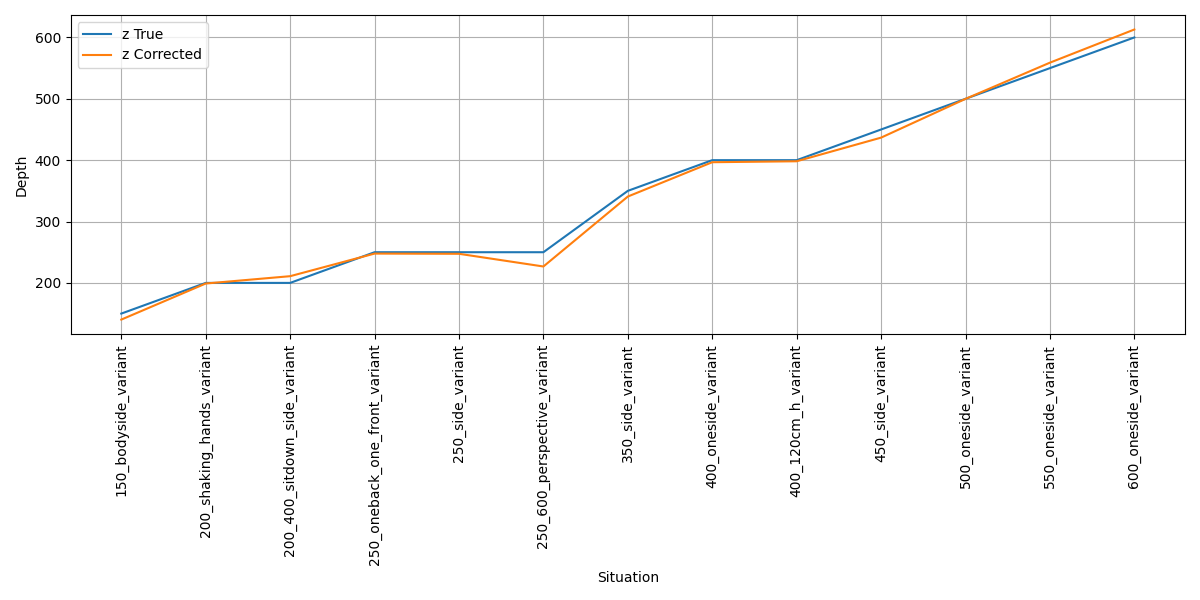 z True
z Corrected
600
500
400
300
200
Depth
150_bodyside_variant
200_shaking_hands_variant
200_400_sitdown_side_variant
250_oneback_one_front_variant
250_side_variant
250_600_perspective_variant
350_side_variant
400_oneside_variant
400_120cm_h_variant
450_side_variant
500_oneside_variant
550_oneside_variant
600_oneside_variant
Situation